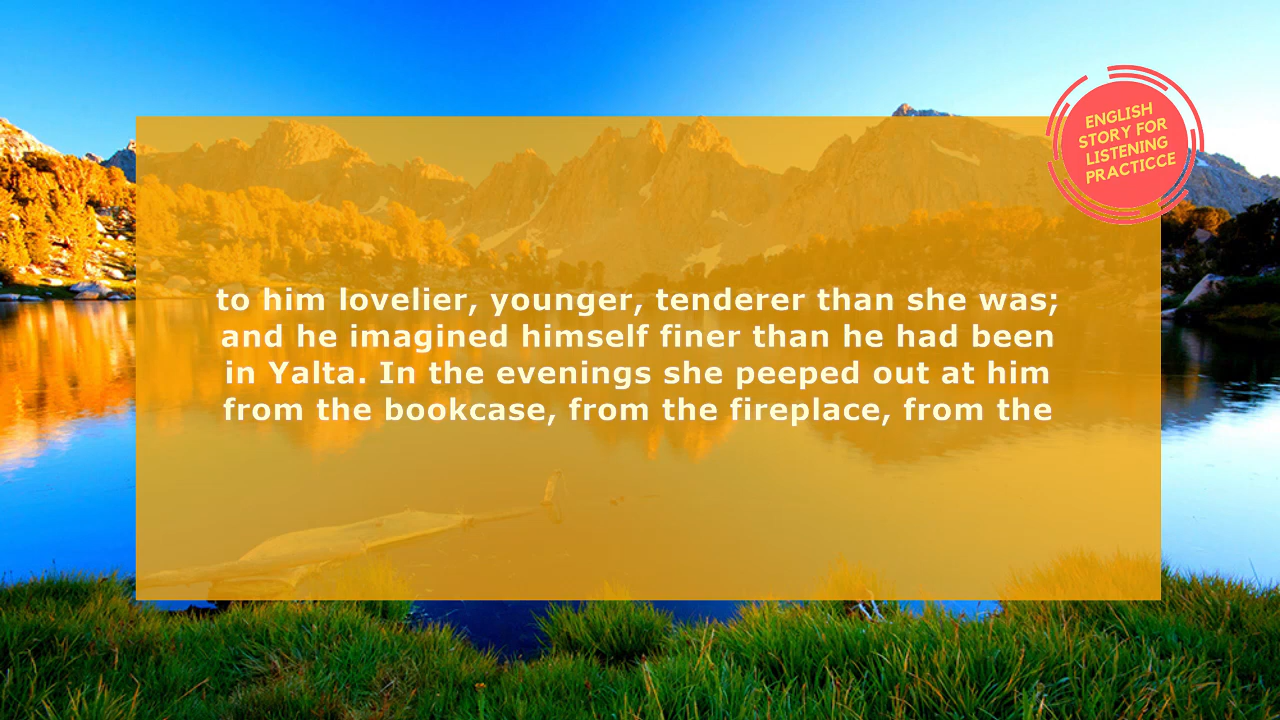 ENGLISH
STORY FOR
LISTENING
PRACTICCE
to him lovelier, younger, tenderer than she was;
and he imagined himself finer than he had been
in Yalta. In the evenings she peeped out at him
from the bookcase, from the fireplace, from the